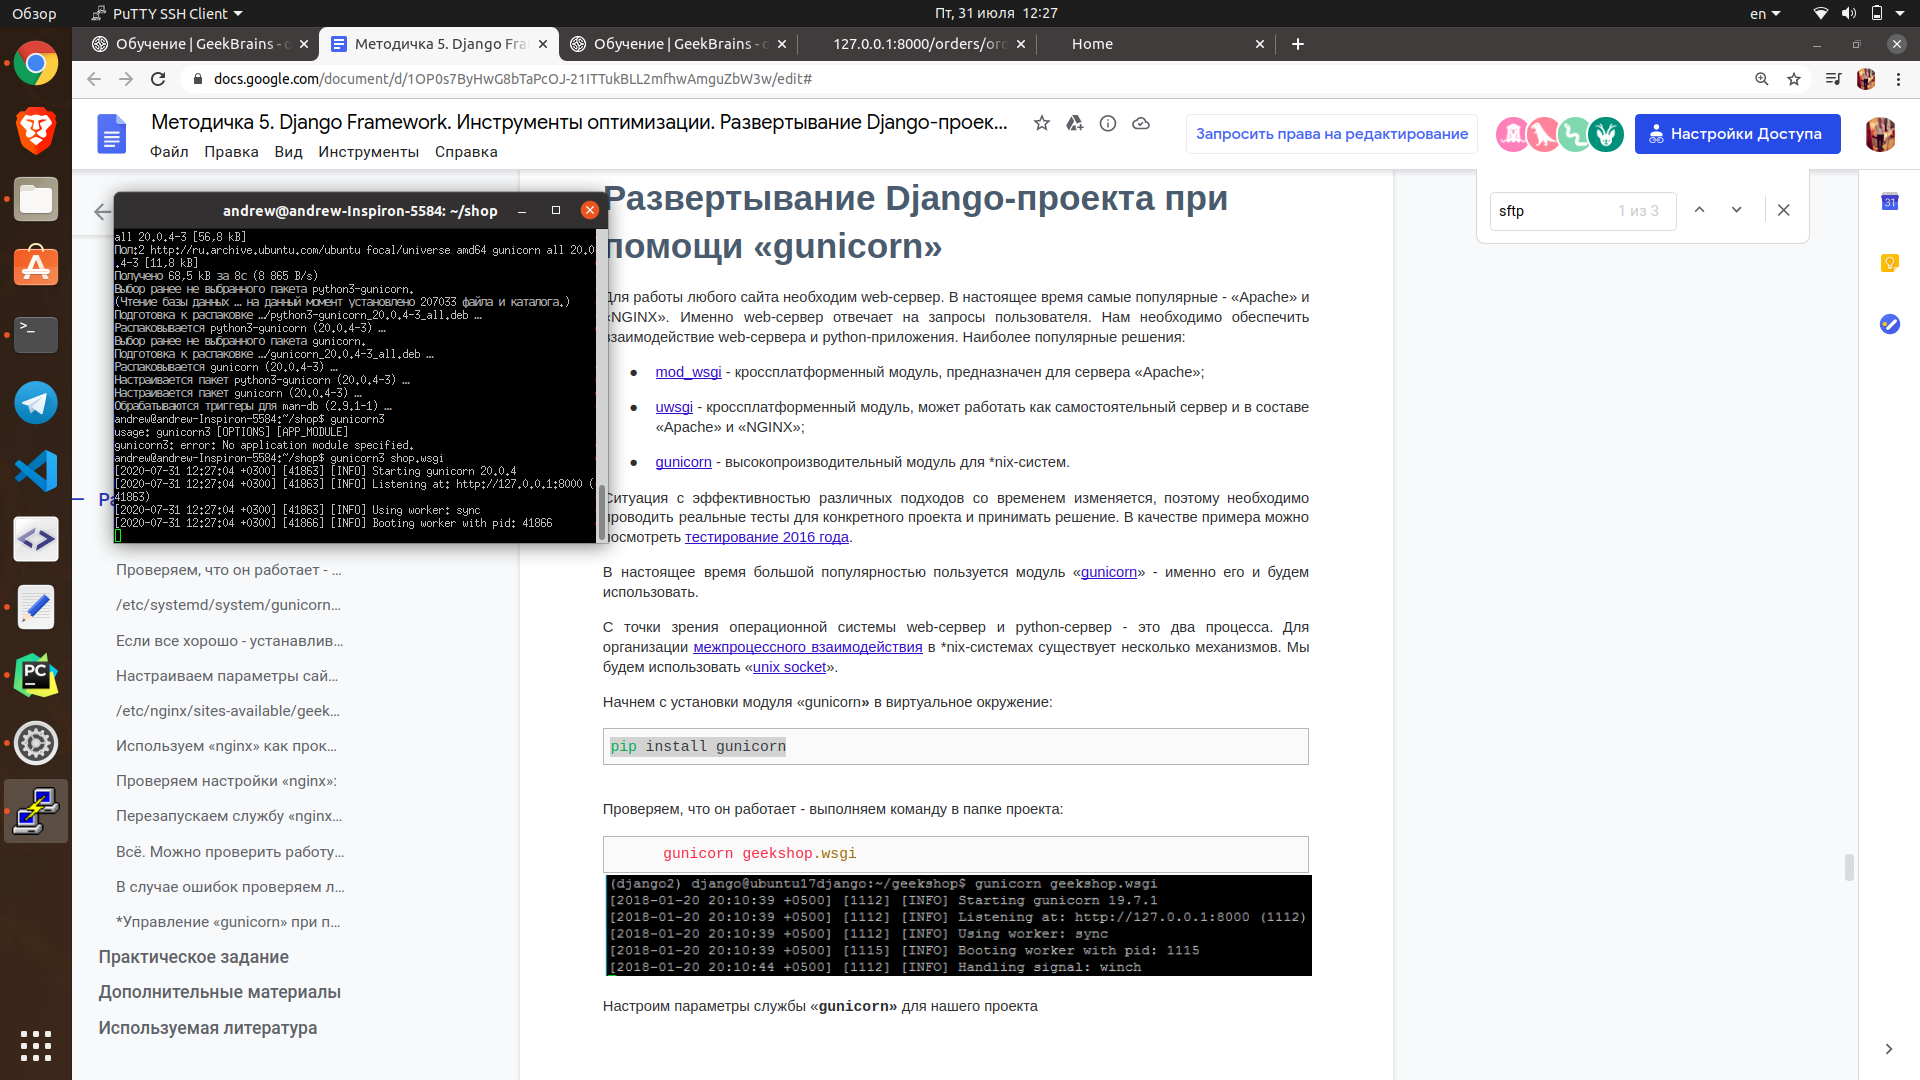 Обзор
PuTTY SSH Client
Пт, 31 июля 12:27
en
Обучение | GeekBrains - о
Методичка 5. Django Fra
Обучение | GeekBrains - о
127.0.0.1:8000/orders/ord
Home
docs.google.com/document/d/1OP0s7ByHwG8bTaPcOJ-21ITTukBLL2mfhwAmguZbW3w/edit#
Методичка 5. Django Framework. Инструменты оптимизации. Развертывание Django-проек...
Файл Правка Вид Инструменты Справка
Запросить права на редактирование
Настройки Доступа
sftp 1 из 3
andrew@andrew-Inspiron-5584: ~/shop
all 20.0.4-3 [56,8 kB]
Пол:2 http://ru.archive.ubuntu.com/ubuntu focal/universe amd64 gunicorn all 20.0
.4-3 [11,8 kB]
Получено 68,5 kB за 8с (8 865 B/s)
Выбор ранее не выбранного пакета python3-gunicorn.
(Чтение базы данных … на данный момент установлено 207033 файла и каталога.)
Подготовка к распаковке …/python3-gunicorn_20.0.4-3_all.deb …
Распаковывается python3-gunicorn (20.0.4-3) …
Выбор ранее не выбранного пакета gunicorn.
Подготовка к распаковке …/gunicorn_20.0.4-3_all.deb …
Распаковывается gunicorn (20.0.4-3) …
Настраивается пакет python3-gunicorn (20.0.4-3) …
Настраивается пакет gunicorn (20.0.4-3) …
Обрабатываются триггеры для man-db (2.9.1-1) …
andrew@andrew-Inspiron-5584:~/shop$ gunicorn3
usage: gunicorn3 [OPTIONS] [APP_MODULE]
gunicorn3: error: No application module specified.
andrew@andrew-Inspiron-5584:~/shop$ gunicorn3 shop.wsgi
[2020-07-31 12:27:04 +0300] [41863] [INFO] Starting gunicorn 20.0.4
[2020-07-31 12:27:04 +0300] [41863] [INFO] Listening at: http://127.0.0.1:8000 (
41863)
[2020-07-31 12:27:04 +0300] [41863] [INFO] Using worker: sync
[2020-07-31 12:27:04 +0300] [41866] [INFO] Booting worker with pid: 41866
Проверяем, что он работает - ...
/etc/systemd/system/gunicorn...
Если все хорошо - устанавлив...
Настраиваем параметры сай...
/etc/nginx/sites-available/geek...
Используем «nginx» как прок...
Проверяем настройки «nginx»:
Перезапускаем службу «nginx...
Всё. Можно проверить работу...
В случае ошибок проверяем л...
*Управление «gunicorn» при п...
Практическое задание
Дополнительные материалы
Используемая литература
Развертывание Django-проекта при
помощи «gunicorn»
Для работы любого сайта необходим web-сервер. В настоящее время самые популярные - «Apache» и
«NGINX». Именно web-сервер отвечает на запросы пользователя. Нам необходимо обеспечить
взаимодействие web-сервера и python-приложения. Наиболее популярные решения:
● mod_wsgi - кроссплатформенный модуль, предназначен для сервера «Apache»;
● uwsgi - кроссплатформенный модуль, может работать как самостоятельный сервер и в составе
«Apache» и «NGINX»;
● gunicorn - высокопроизводительный модуль для *nix-систем.
Ситуация с эффективностью различных подходов со временем изменяется, поэтому необходимо
проводить реальные тесты для конкретного проекта и принимать решение. В качестве примера можно
посмотреть тестирование 2016 года.
В настоящее время большой популярностью пользуется модуль «gunicorn» - именно его и будем
использовать.
С точки зрения операционной системы web-сервер и python-сервер - это два процесса. Для
организации межпроцессного взаимодействия в *nix-системах существует несколько механизмов. Мы
будем использовать «unix socket».
Начнем с установки модуля «gunicorn» в виртуальное окружение:
pip install gunicorn
Проверяем, что он работает - выполняем команду в папке проекта:
gunicorn geekshop.wsgi
(django2) django@ubuntu17django:~/geekshop$ gunicorn geekshop.wsgi
[2018-01-20 20:10:39 +0500] [1112] [INFO] Starting gunicorn 19.7.1
[2018-01-20 20:10:39 +0500] [1112] [INFO] Listening at: http://127.0.0.1:8000 (1112)
[2018-01-20 20:10:39 +0500] [1112] [INFO] Using worker: sync
[2018-01-20 20:10:39 +0500] [1115] [INFO] Booting worker with pid: 1115
[2018-01-20 20:10:44 +0500] [1112] [INFO] Handling signal: winch
Настроим параметры службы «gunicorn» для нашего проекта